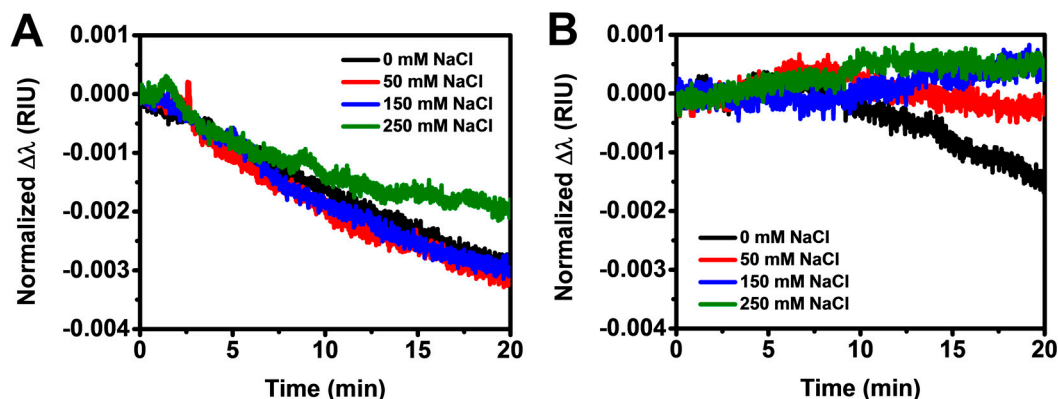 A
Normalized Δλ (RIU)
0.001
0.000
-0.001
-0.002
-0.003
-0.004
0 mM NaCl
50 mM NaCl
150 mM NaCl
250 mM NaCl
0 5 10 15 20
Time (min)
B
Normalized Δλ (RIU)
0.001
0.000
-0.001
-0.002
-0.003
-0.004
0 mM NaCl
50 mM NaCl
150 mM NaCl
250 mM NaCl
0 5 10 15 20
Time (min)